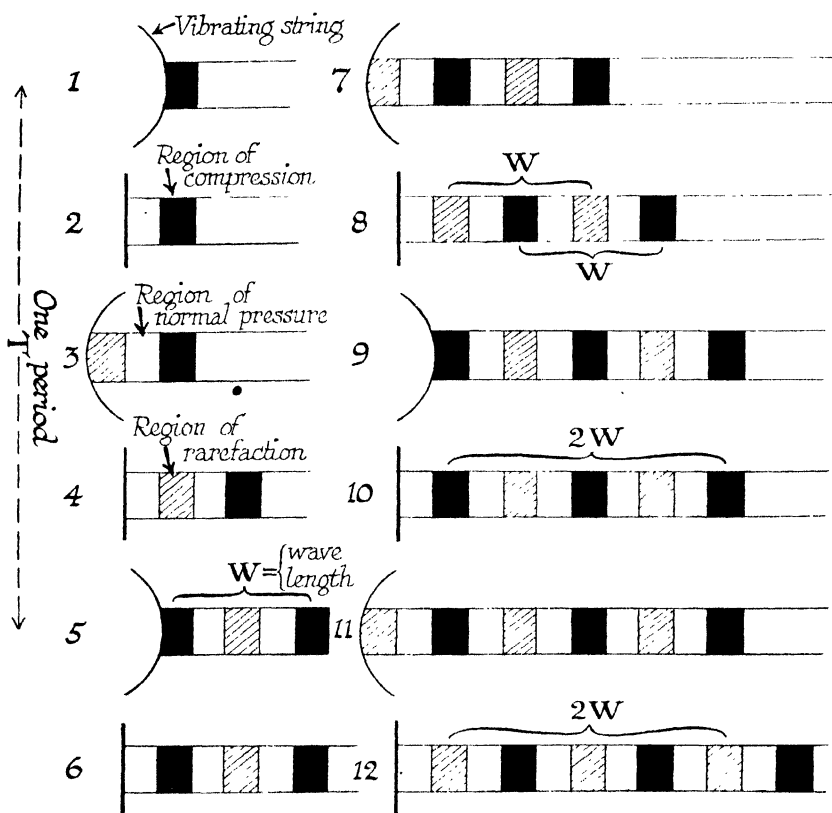 Vibrating string
1
7
Region of
compression
W
2
8
W
Region of
normal pressure
3
9
One period
T
Region of
rarefaction
2W
4
10
W = { wave
length
5
11
2W
6
12